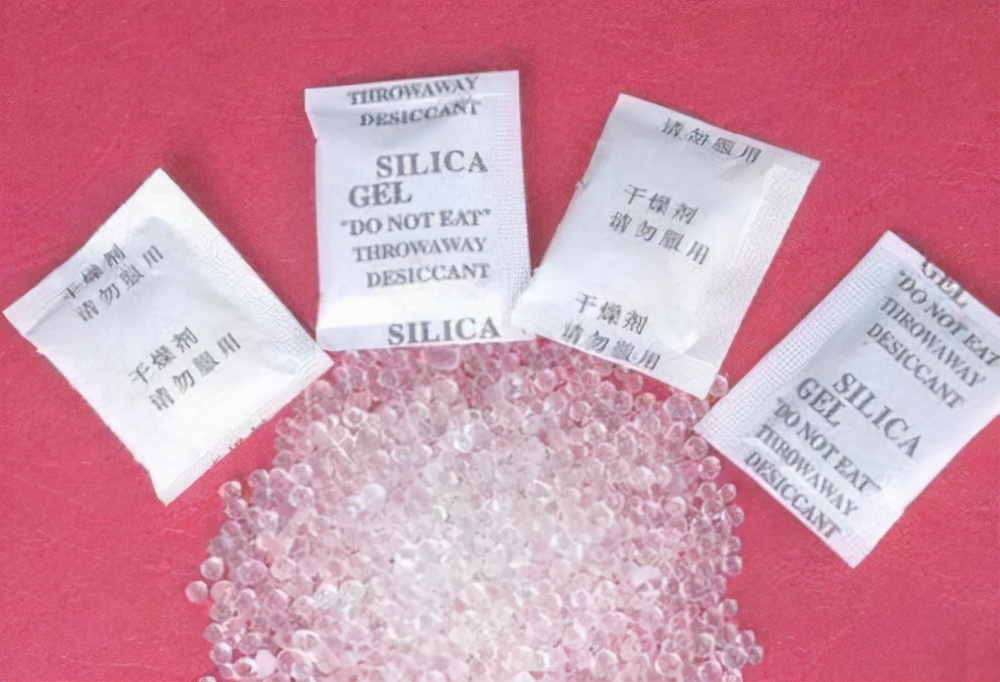 干燥剂
请勿服用
干燥剂
请勿服用
THROWAWAY
DESICCANT
SILICA
GEL
"DO NOT EAT"
THROWAWAY
DESICCANT
SILICA
请勿服用
干燥剂
请勿服用
干燥剂
请勿服用
GEL
"DO NOT EAT
THROWAWAY
DESICCANT
SILICA
GEL
"DO NOT EAT"
THROWAWAY
DESICCANT